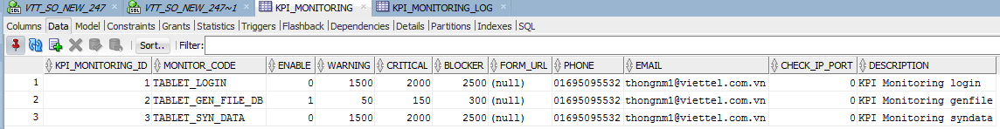 VTT_SO_NEW_247 VTT_SO_NEW_247~1 KPI_MONITORING KPI_MONITORING_LOG
Columns Data Model Constraints Grants Statistics Triggers Flashback Dependencies Details Partitions Indexes SQL
Sort.. Filter:
KPI_MONITORING_ID MONITOR_CODE ENABLE WARNING CRITICAL BLOCKER FORM_URL PHONE EMAIL CHECK_IP_PORT DESCRIPTION
1 1 TABLET_LOGIN 0 1500 2000 2500 (null) 01695095532 thongnm1@viettel.com.vn 0 KPI Monitoring login
2 2 TABLET_GEN_FILE_DB 1 50 150 300 (null) 01695095532 thongnm1@viettel.com.vn 0 KPI Monitoring genfile
3 3 TABLET_SYN_DATA 0 1500 2000 2500 (null) 01695095532 thongnm1@viettel.com.vn 0 KPI Monitoring syndata